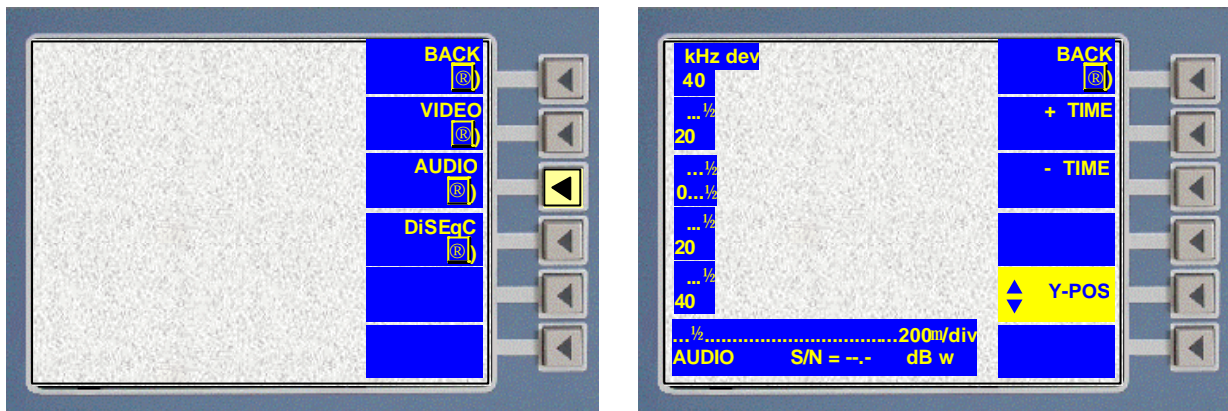 BACK
®)
VIDEO
®)
AUDIO
®)
DiSEqC
®)
kHz dev
40
...½
20
...½
0...½
...½
20
...½
40
...½...................................200m/div
AUDIO S/N = --.- dB w
BACK
®)
+ TIME
- TIME
Y-POS